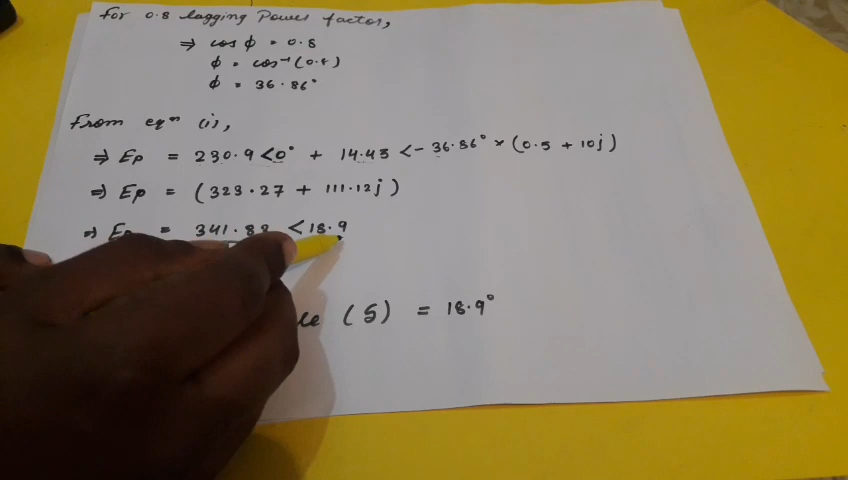 For 0.8 lagging Power factor,
⇒ cos ϕ = 0.8
ϕ = cos⁻¹(0.8)
ϕ = 36.86°
From eqⁿ (i),
⇒ Ep = 230.9 <0° + 14.43 <- 36.86° × (0.5 + 10j)
⇒ Ep = (323.27 + 111.12j)
⇒ = 341.88 < 18.9
(δ) = 18.9°